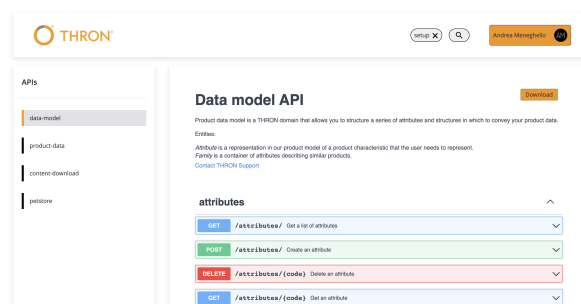 THRON
setup X
Andrea Meneghello
AM
APIs
data-model
product-data
content-download
petstore
Data model API
Download
Product data model is a THRON domain that allows you to structure a series of attributes and structures in which to convey your product data.
Entities:
Attribute is a representation in our product model of a product characteristic that the user needs to represent.
Family is a container of attributes describing similar products.
Contact THRON Support
attributes
GET /attributes/ Get a list of attributes
POST /attributes/ Create an attribute
DELETE /attributes/{code} Delete an attribute
GET /attributes/{code} Get an attribute